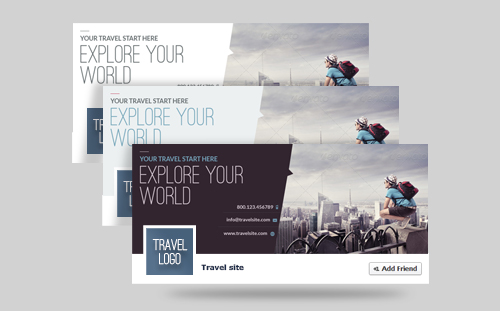 YOUR TRAVEL START HERE
EXPLORE YOUR
WORLD
YOUR TRAVEL START HERE
EXPLORE YOUR
WORLD
TRAVEL
YOUR TRAVEL START HERE
EXPLORE YOUR
WORLD
TRAVEL
800.123.456789
info@travelsite.com
www.travelsite.com
TRAVEL
LOGO
Travel site
Add Friend